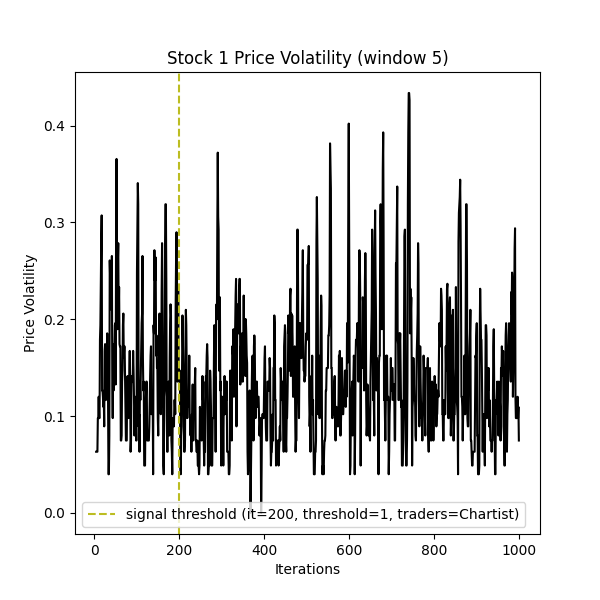 Stock 1 Price Volatility (window 5)
Price Volatility
0.4
0.3
0.2
0.1
0.0
signal threshold (it=200, threshold=1, traders=Chartist)
0 200 400 600 800 1000
Iterations